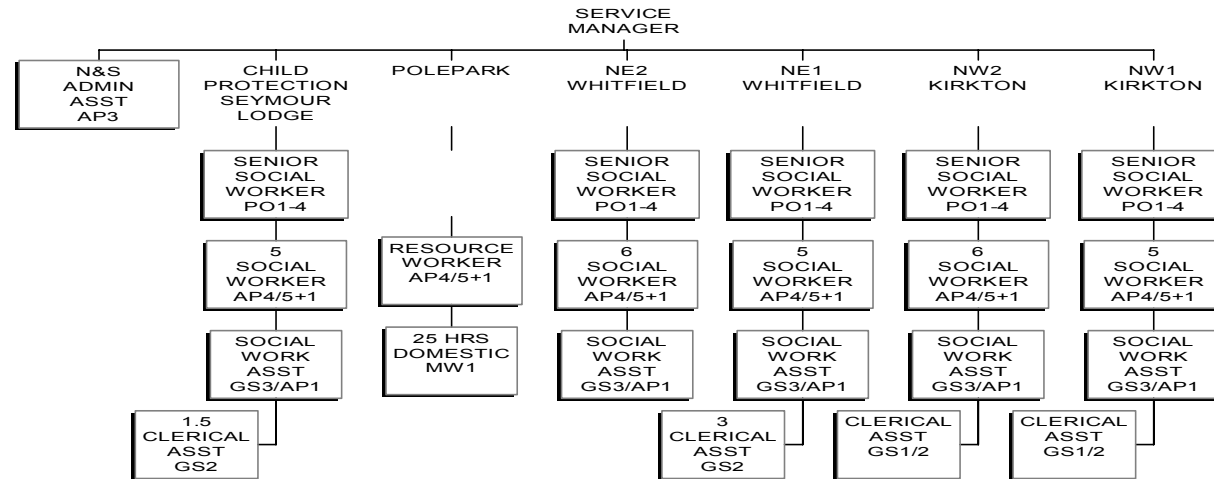 SERVICE
MANAGER
N&S
ADMIN
ASST
AP3
CHILD
PROTECTION
SEYMOUR
LODGE
POLEPARK
NE2
WHITFIELD
NE1
WHITFIELD
NW2
KIRKTON
NW1
KIRKTON
SENIOR
SOCIAL
WORKER
PO1-4
SENIOR
SOCIAL
WORKER
PO1-4
SENIOR
SOCIAL
WORKER
PO1-4
SENIOR
SOCIAL
WORKER
PO1-4
SENIOR
SOCIAL
WORKER
PO1-4
5
SOCIAL
WORKER
AP4/5+1
RESOURCE
WORKER
AP4/5+1
6
SOCIAL
WORKER
AP4/5+1
5
SOCIAL
WORKER
AP4/5+1
6
SOCIAL
WORKER
AP4/5+1
5
SOCIAL
WORKER
AP4/5+1
SOCIAL
WORK
ASST
GS3/AP1
25 HRS
DOMESTIC
MW1
SOCIAL
WORK
ASST
GS3/AP1
SOCIAL
WORK
ASST
GS3/AP1
SOCIAL
WORK
ASST
GS3/AP1
SOCIAL
WORK
ASST
GS3/AP1
1.5
CLERICAL
ASST
GS2
3
CLERICAL
ASST
GS2
CLERICAL
ASST
GS1/2
CLERICAL
ASST
GS1/2